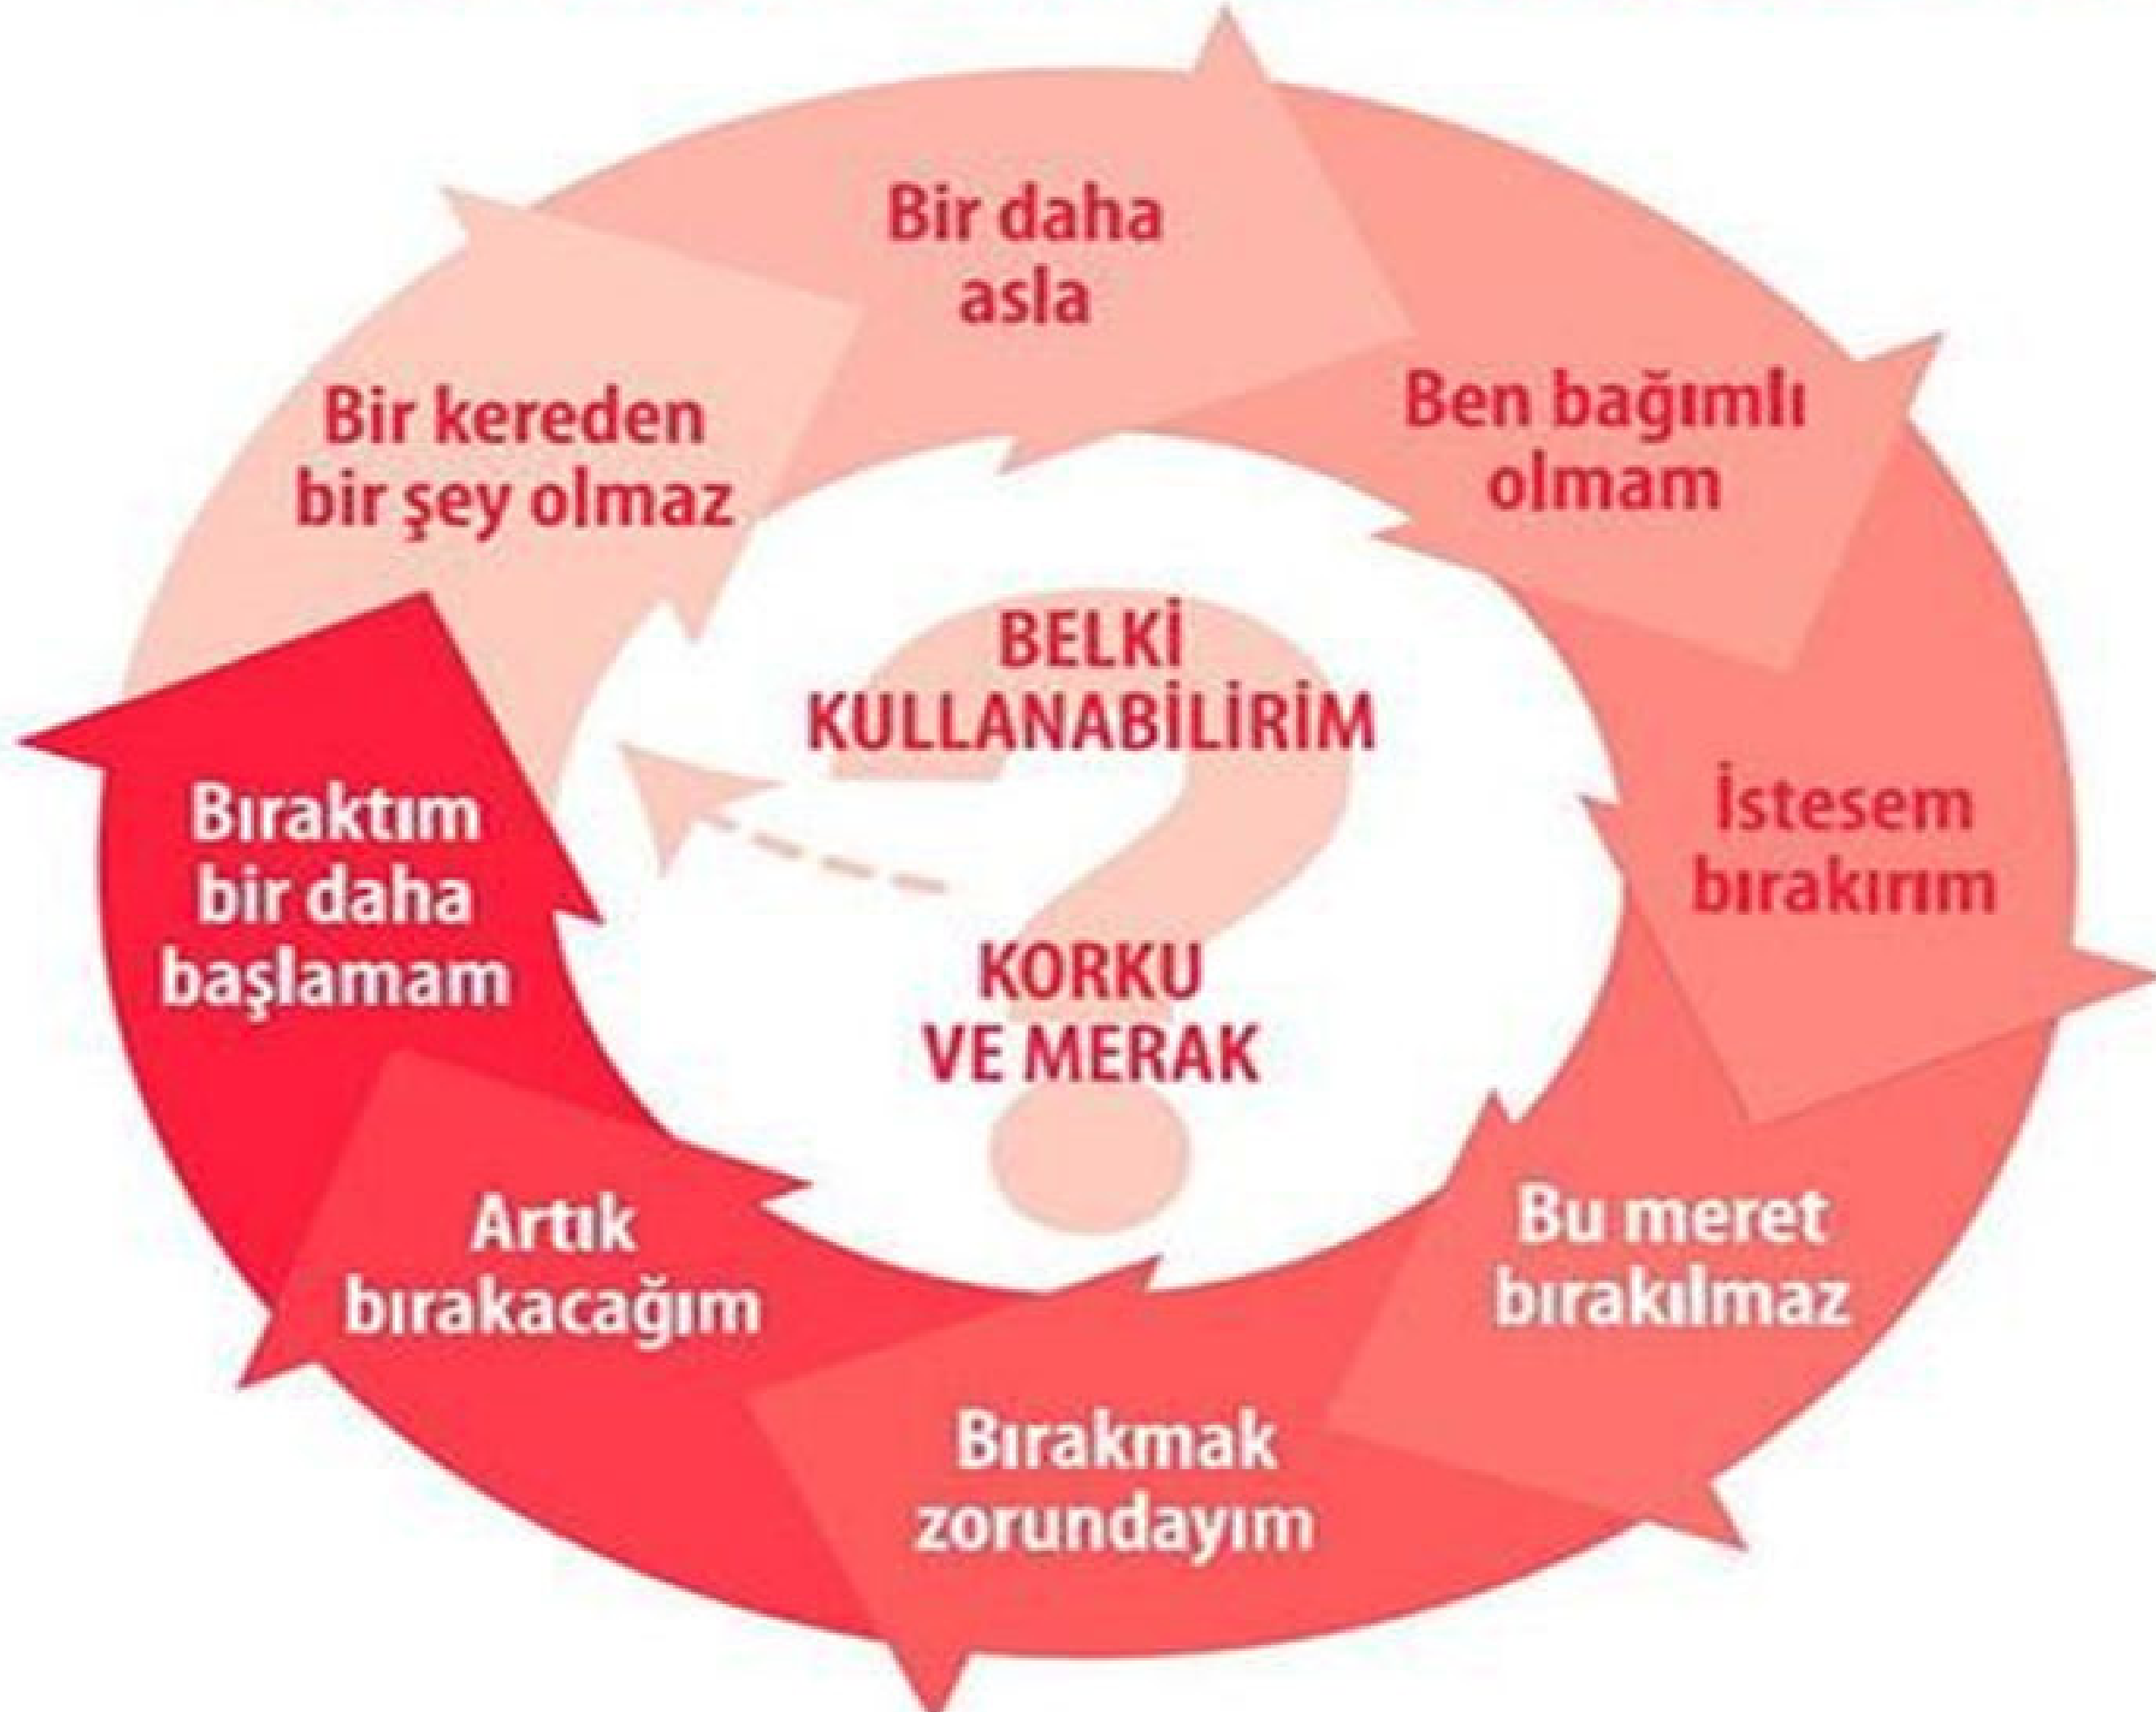 Bir daha
asla
Ben bağımlı
olmam
İstesem
bırakırım
Bu meret
bırakılmaz
Bırakmak
zorundayım
Artık
bırakacağım
Bıraktım
bir daha
başlamam
Bir kereden
bir şey olmaz
BELKİ
KULLANABİLİRİM
KORKU
VE MERAK